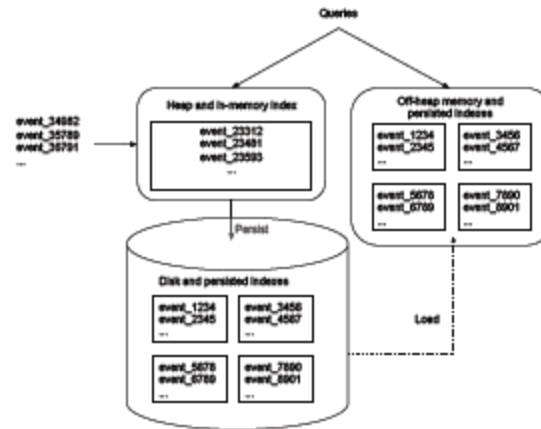 Queries
Heap and in-memory index
event_23312
event_23481
event_23593
...
event_34982
event_35789
event_36791
...
Off-heap memory and
persisted indexes
event_1234
event_2345
...
event_3456
event_4567
...
event_5678
event_6789
...
event_7890
event_8901
...
Persist
Disk and persisted indexes
event_1234
event_2345
...
event_3456
event_4567
...
event_5678
event_6789
...
event_7890
event_8901
...
Load